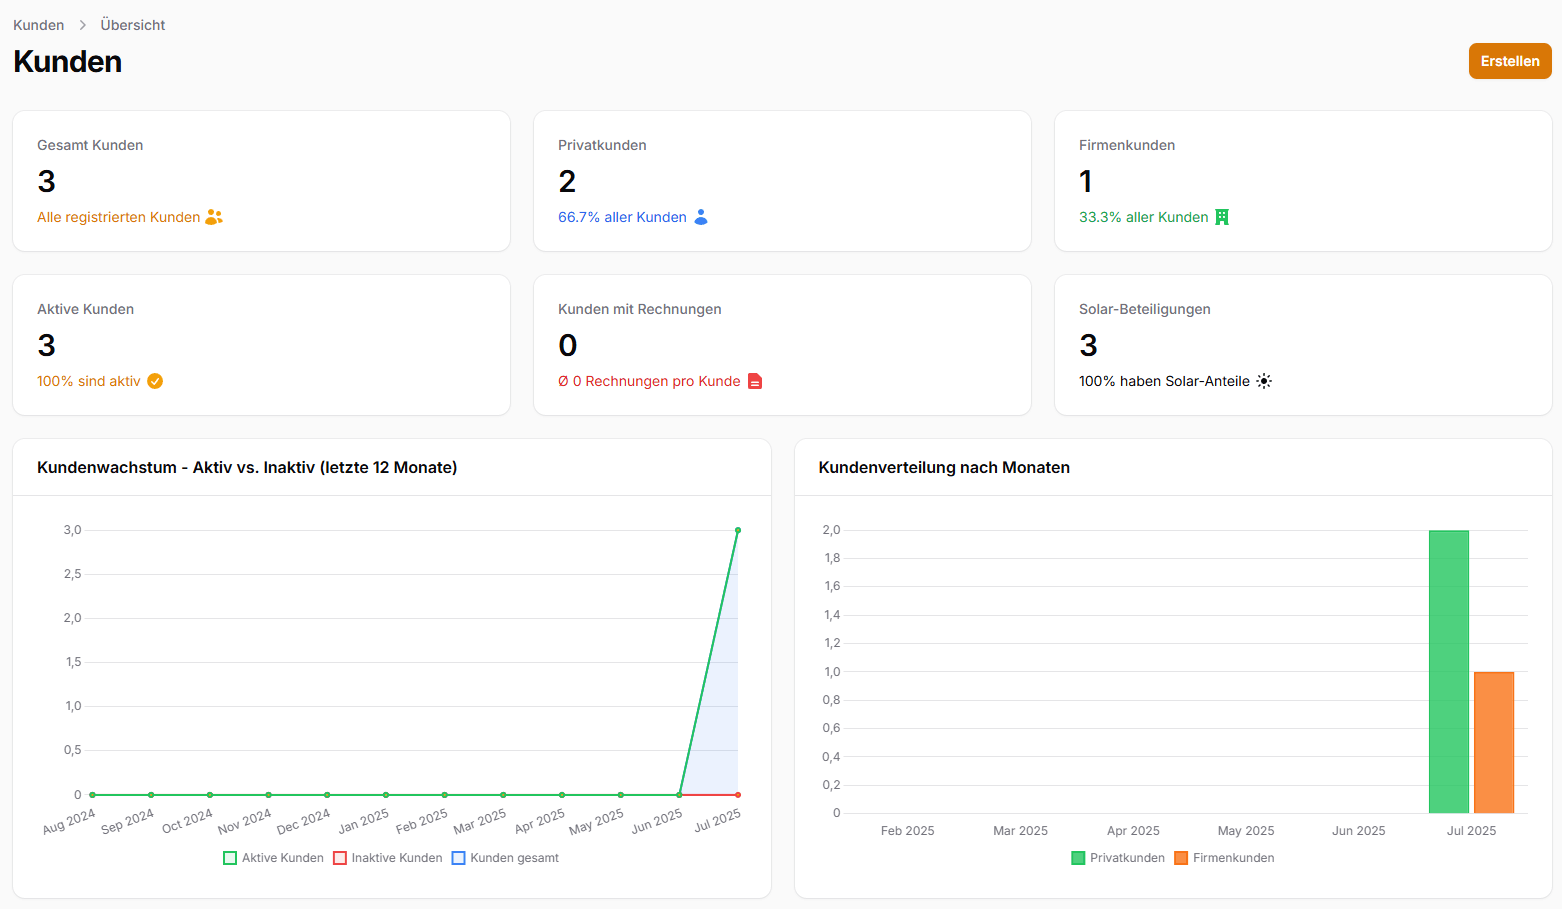 Kunden > Übersicht
Kunden
Erstellen
Gesamt Kunden
3
Alle registrierten Kunden
Privatkunden
2
66.7% aller Kunden
Firmenkunden
1
33.3% aller Kunden
Aktive Kunden
3
100% sind aktiv
Kunden mit Rechnungen
0
Ø 0 Rechnungen pro Kunde
Solar-Beteiligungen
3
100% haben Solar-Anteile
Kundenwachstum - Aktiv vs. Inaktiv (letzte 12 Monate)
3,0
2,5
2,0
1,5
1,0
0,5
0
Aug 2024 Sep 2024 Oct 2024 Nov 2024 Dec 2024 Jan 2025 Feb 2025 Mar 2025 Apr 2025 May 2025 Jun 2025 Jul 2025
Aktive Kunden Inaktive Kunden Kunden gesamt
Kundenverteilung nach Monaten
2,0
1,8
1,6
1,4
1,2
1,0
0,8
0,6
0,4
0,2
0
Feb 2025 Mar 2025 Apr 2025 May 2025 Jun 2025 Jul 2025
Privatkunden Firmenkunden